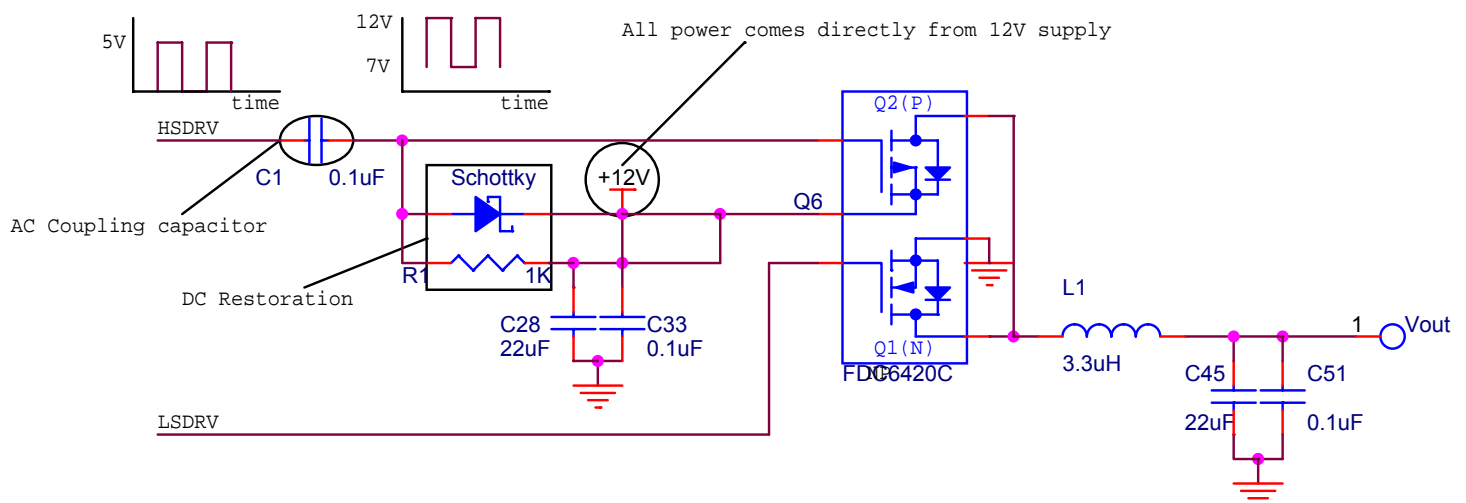 12V
5V
All power comes directly from 12V supply
7V
time
time
Q2(P)
HSDRV
C1
0.1uF
Schottky
+12V
Q6
AC Coupling capacitor
R1
1K
DC Restoration
L1
C28
C33
1
Vout
22uF
0.1uF
Q1(N)
FDC6420C
3.3uH
C45
C51
22uF
0.1uF
LSDRV